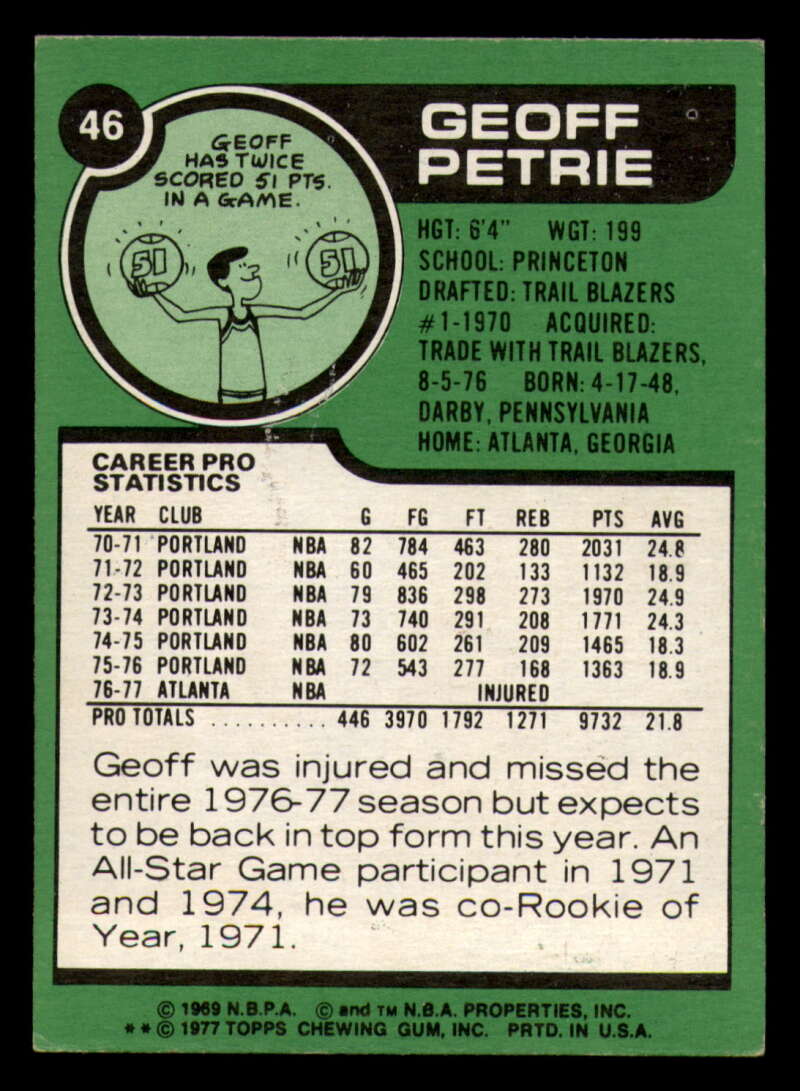 46
GEOFF
PETRIE
GEOFF
HAS TWICE
SCORED 51 PTS.
IN A GAME.
51 51
HGT: 6'4" WGT: 199
SCHOOL: PRINCETON
DRAFTED: TRAIL BLAZERS
#1-1970 ACQUIRED:
TRADE WITH TRAIL BLAZERS,
8-5-76 BORN: 4-17-48,
DARBY, PENNSYLVANIA
HOME: ATLANTA, GEORGIA
CAREER PRO
STATISTICS
YEAR CLUB G FG FT REB PTS AVG
70-71 PORTLAND NBA 82 784 463 280 2031 24.8
71-72 PORTLAND NBA 60 465 202 133 1132 18.9
72-73 PORTLAND NBA 79 836 298 273 1970 24.9
73-74 PORTLAND NBA 73 740 291 208 1771 24.3
74-75 PORTLAND NBA 80 602 261 209 1465 18.3
75-76 PORTLAND NBA 72 543 277 168 1363 18.9
76-77 ATLANTA NBA INJURED
PRO TOTALS .......... 446 3970 1792 1271 9732 21.8
Geoff was injured and missed the
entire 1976-77 season but expects
to be back in top form this year. An
All-Star Game participant in 1971
and 1974, he was co-Rookie of
Year, 1971.
© 1969 N.B.P.A. © and TM N.B.A. PROPERTIES, INC.
**© 1977 TOPPS CHEWING GUM, INC. PRTD. IN U.S.A.